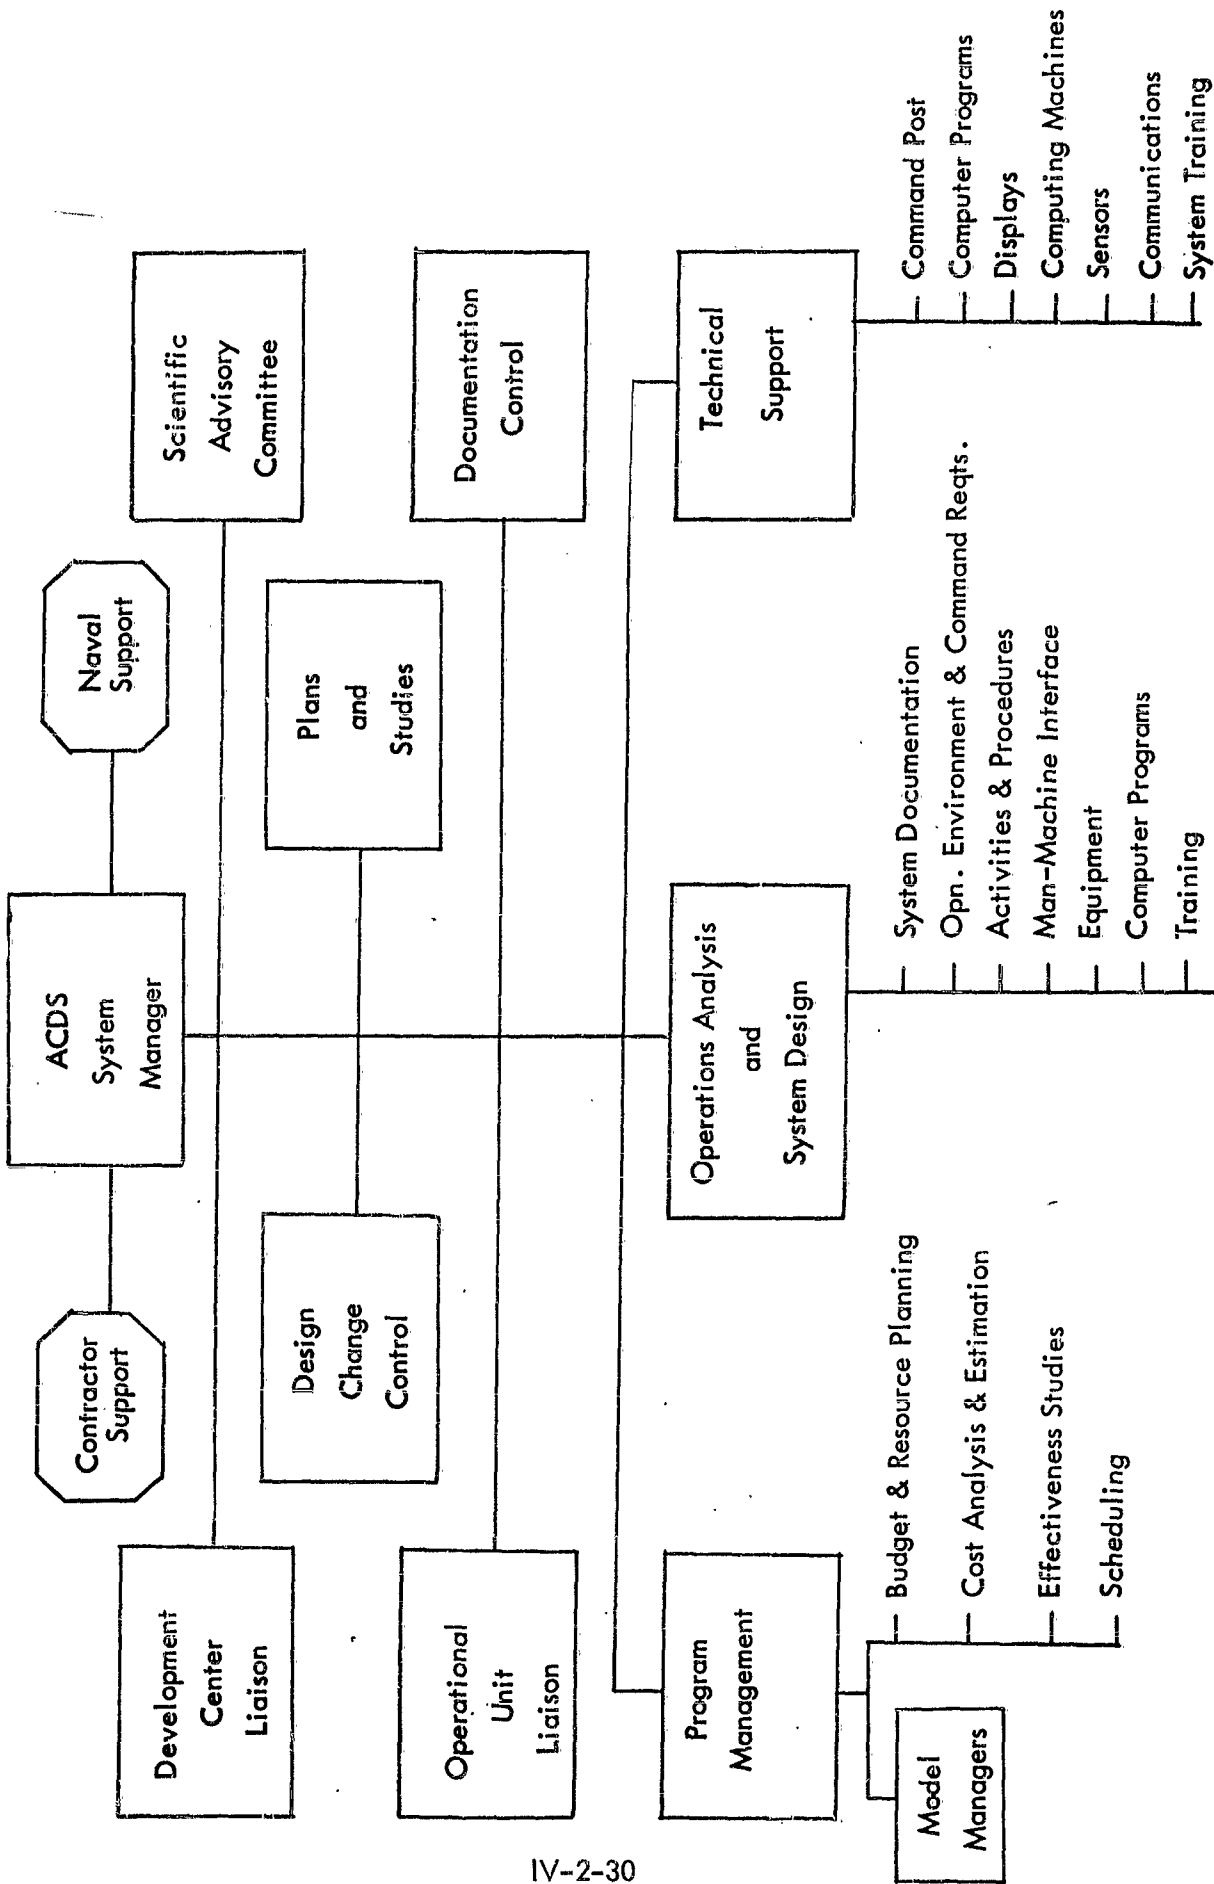 ACDS
System
Manager
Contractor
Support
Naval
Support
Development
Center
Liaison
Scientific
Advisory
Committee
Design
Change
Control
Plans
and
Studies
Operational
Unit
Liaison
Documentation
Control
Program
Management
Operations Analysis
and
System Design
Technical
Support
Model
Managers
Budget & Resource Planning
Cost Analysis & Estimation
Effectiveness Studies
Scheduling
System Documentation
Opn. Environment & Command Reqts.
Activities & Procedures
Man-Machine Interface
Equipment
Computer Programs
Training
Command Post
Computer Programs
Displays
Computing Machines
Sensors
Communications
System Training
IV-2-30